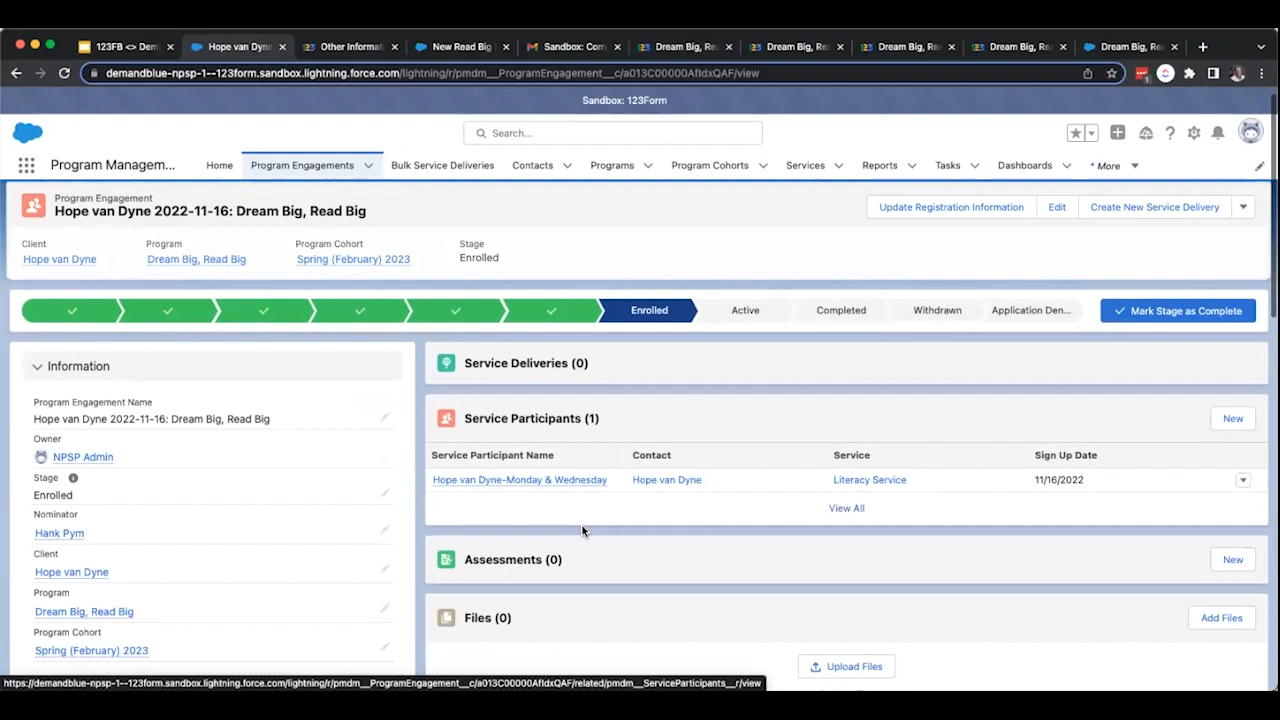 123FB <> Den
Hope van Dyne
Other Informat
New Read Big
Sandbox: Con
Dream Big, Re
Dream Big, Re
Dream Big, Re
Dream Big, Re
Dream Big, Re
demandblue-npsp-1--123form.sandbox.lightning.force.com/lightning/r/pmdm__ProgramEngagement__c/a013C00000AfIdxQAF/view
Sandbox: 123Form
Search...
Program Managem...
Home
Program Engagements
Bulk Service Deliveries
Contacts
Programs
Program Cohorts
Services
Reports
Tasks
Dashboards
* More
Program Engagement
Hope van Dyne 2022-11-16: Dream Big, Read Big
Update Registration Information
Edit
Create New Service Delivery
Client
Program
Program Cohort
Stage
Hope van Dyne
Dream Big, Read Big
Spring (February) 2023
Enrolled
Enrolled
Active
Completed
Withdrawn
Application Den...
Mark Stage as Complete
Information
Program Engagement Name
Hope van Dyne 2022-11-16: Dream Big, Read Big
Owner
NPSP Admin
Stage
Enrolled
Nominator
Hank Pym
Client
Hope van Dyne
Program
Dream Big, Read Big
Program Cohort
Spring (February) 2023
Service Deliveries (0)
Service Participants (1)
New
Service Participant Name
Contact
Service
Sign Up Date
Hope van Dyne-Monday & Wednesday
Hope van Dyne
Literacy Service
11/16/2022
View All
Assessments (0)
New
Files (0)
Add Files
Upload Files
https://demandblue-npsp-1--123form.sandbox.lightning.force.com/lightning/r/pmdm__ProgramEngagement__c/a013C00000AfIdxQAF/related/pmdm__ServiceParticipants__r/view